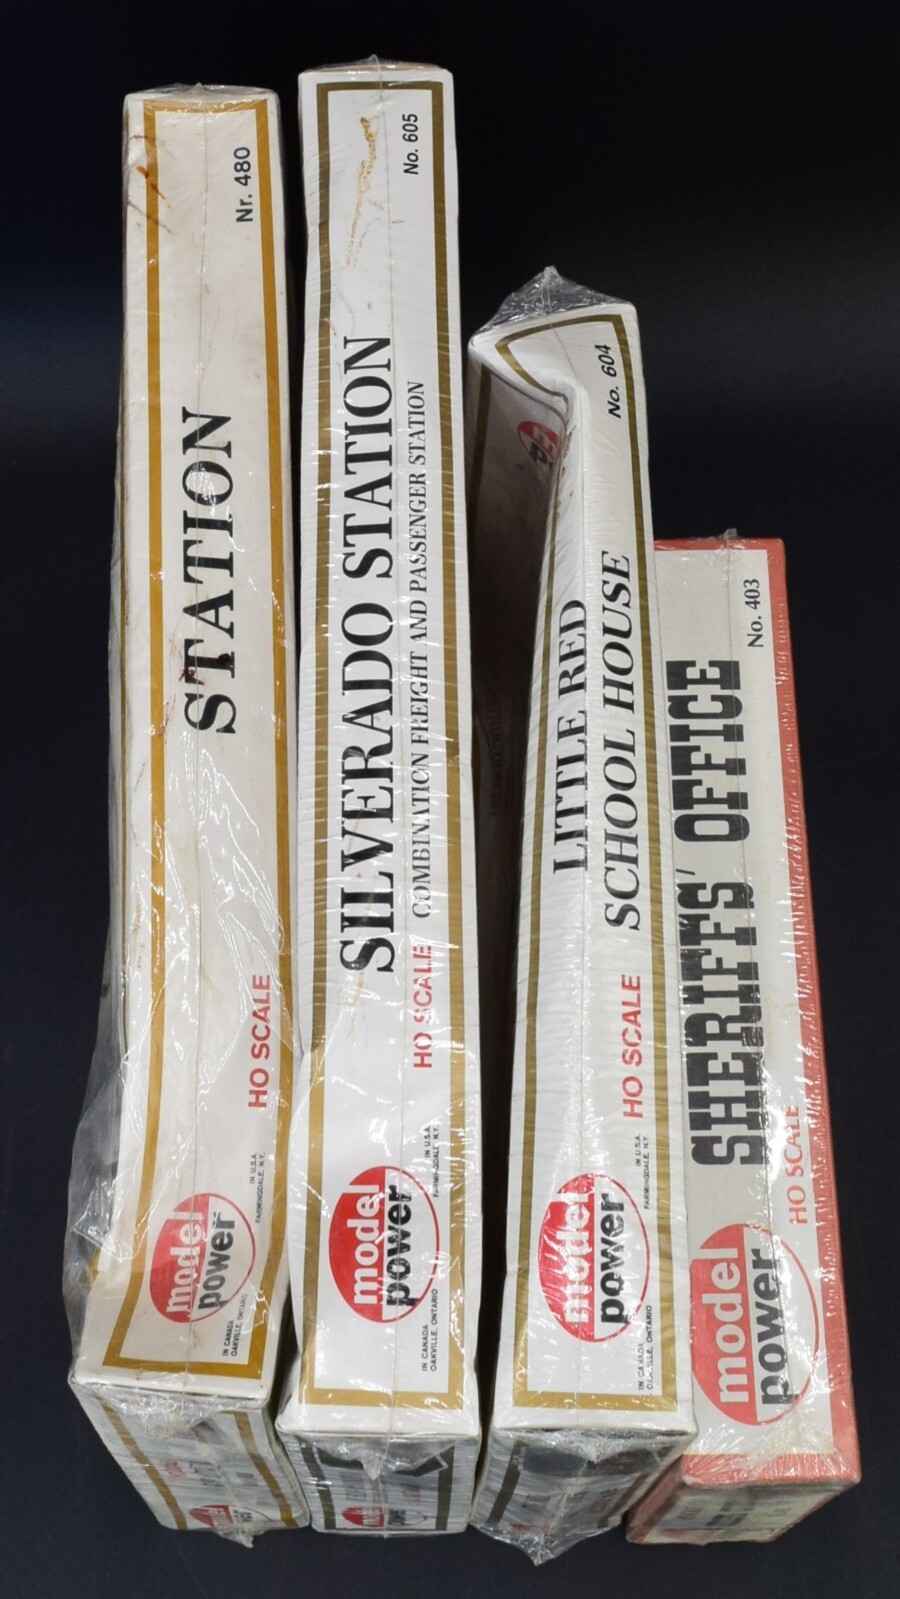 STATION
Nr. 480
HO SCALE
model
power
IN CANADA
OAKVILLE, ONTARIO
IN U.S.A.
FARMINGDALE, N.Y.
SILVERADO STATION
COMBINATION FREIGHT AND PASSENGER STATION
No. 605
HO SCALE
model
power
IN CANADA
OAKVILLE, ONTARIO
IN U.S.A.
FARMINGDALE, N.Y.
LITTLE RED
SCHOOL HOUSE
No. 604
HO SCALE
model
power
IN CANADA
OAKVILLE, ONTARIO
IN U.S.A.
FARMINGDALE, N.Y.
SHERIFFS' OFFICE
No. 403
HO SCALE
model
power